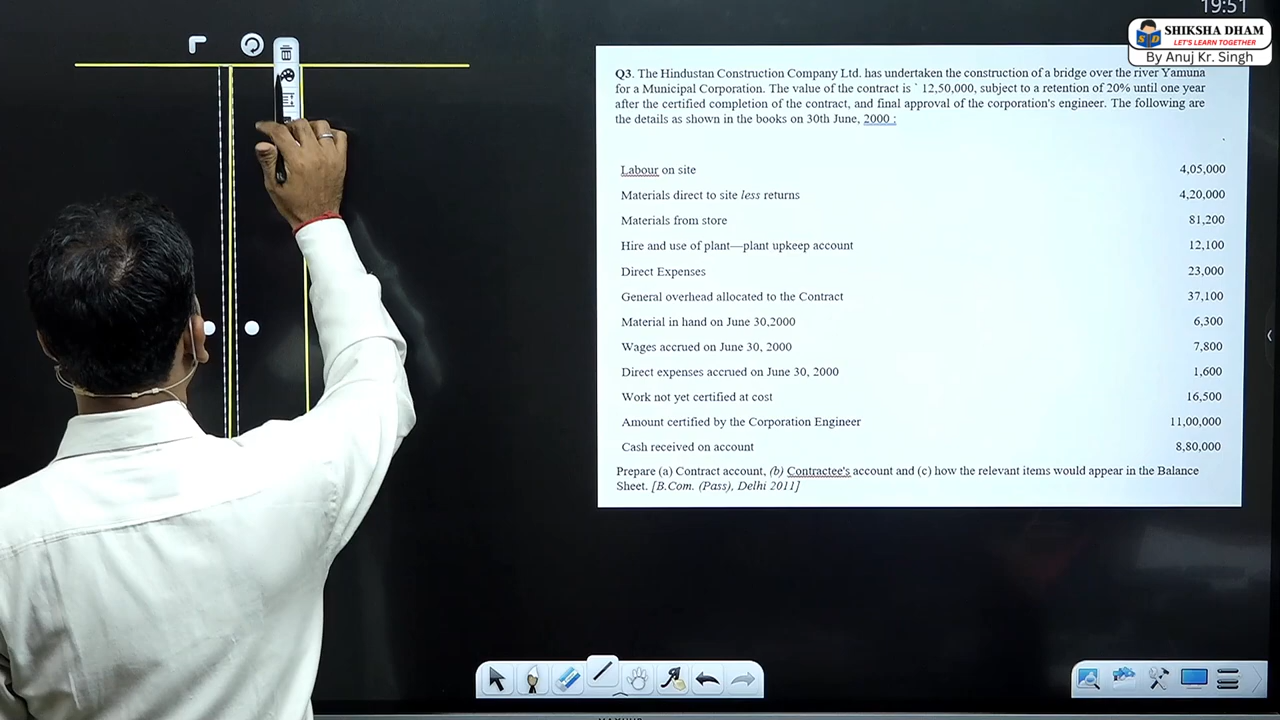 19:51
SHIKSHA DHAM
LET'S LEARN TOGETHER
By Anuj Kr. Singh
S D
Q3. The Hindustan Construction Company Ltd. has undertaken the construction of a bridge over the river Yamuna
for a Municipal Corporation. The value of the contract is ` 12,50,000, subject to a retention of 20% until one year
after the certified completion of the contract, and final approval of the corporation's engineer. The following are
the details as shown in the books on 30th June, 2000 :
Labour on site 4,05,000
Materials direct to site less returns 4,20,000
Materials from store 81,200
Hire and use of plant—plant upkeep account 12,100
Direct Expenses 23,000
General overhead allocated to the Contract 37,100
Material in hand on June 30,2000 6,300
Wages accrued on June 30, 2000 7,800
Direct expenses accrued on June 30, 2000 1,600
Work not yet certified at cost 16,500
Amount certified by the Corporation Engineer 11,00,000
Cash received on account 8,80,000
Prepare (a) Contract account, (b) Contractee's account and (c) how the relevant items would appear in the Balance
Sheet. [B.Com. (Pass), Delhi 2011]